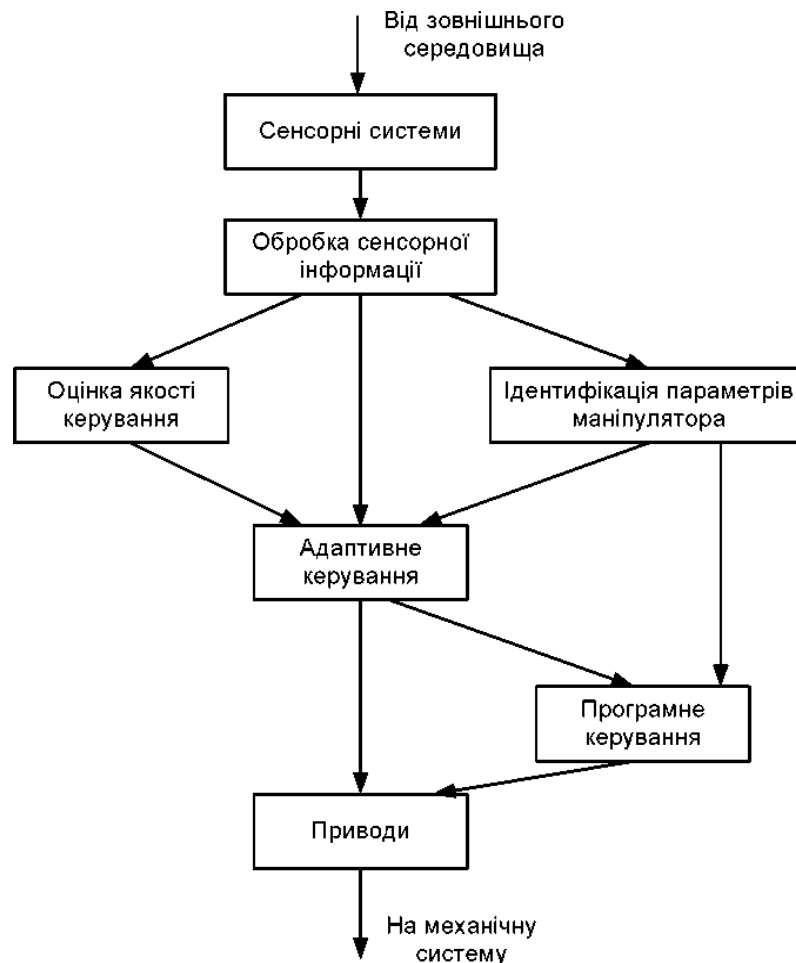 Від зовнішнього
середовища
Сенсорні системи
Обробка сенсорної
інформації
Оцінка якості
керування
Ідентифікація параметрів
маніпулятора
Адаптивне
керування
Програмне
керування
Приводи
На механічну
систему